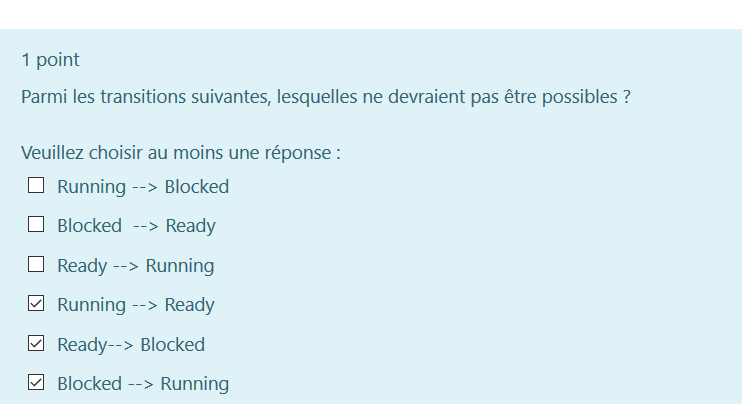 1 point
Parmi les transitions suivantes, lesquelles ne devraient pas être possibles ?
Veuillez choisir au moins une réponse :
Running --> Blocked
Blocked --> Ready
Ready --> Running
Running --> Ready
Ready--> Blocked
Blocked --> Running